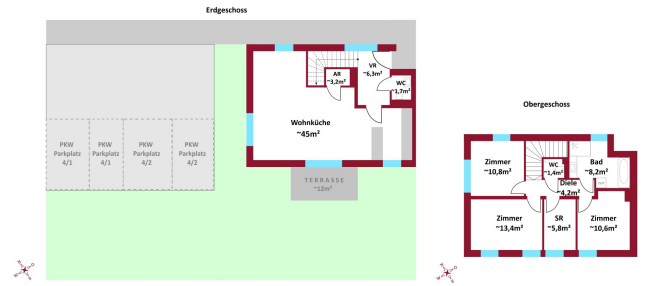 Erdgeschoss
VR
~6,3m²
AR
~3,2m²
WC
~1,7m²
Wohnküche
~45m²
PKW
Parkplatz
4/1
PKW
Parkplatz
4/1
PKW
Parkplatz
4/2
PKW
Parkplatz
4/2
TERRASSE
~12m²
Obergeschoss
Zimmer
~10,8m²
WC
~1,4m²
Bad
~8,2m²
Diele
~4,2m²
Zimmer
~13,4m²
SR
~5,8m²
Zimmer
~10,6m²